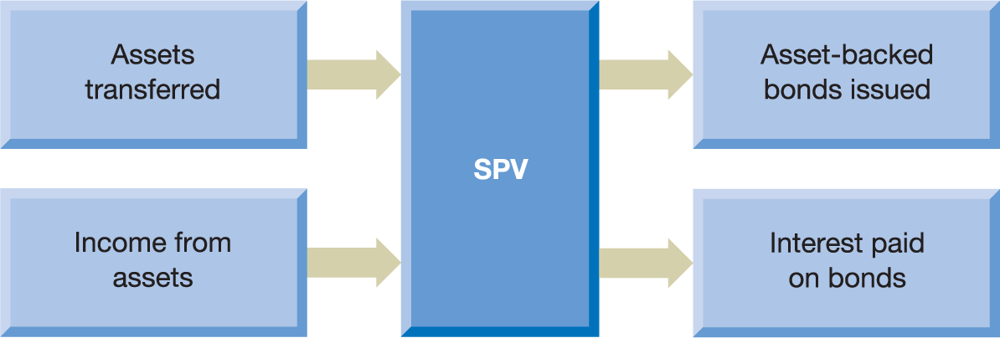 Assets
transferred
Asset-backed
bonds issued
SPV
Income from
assets
Interest paid
on bonds